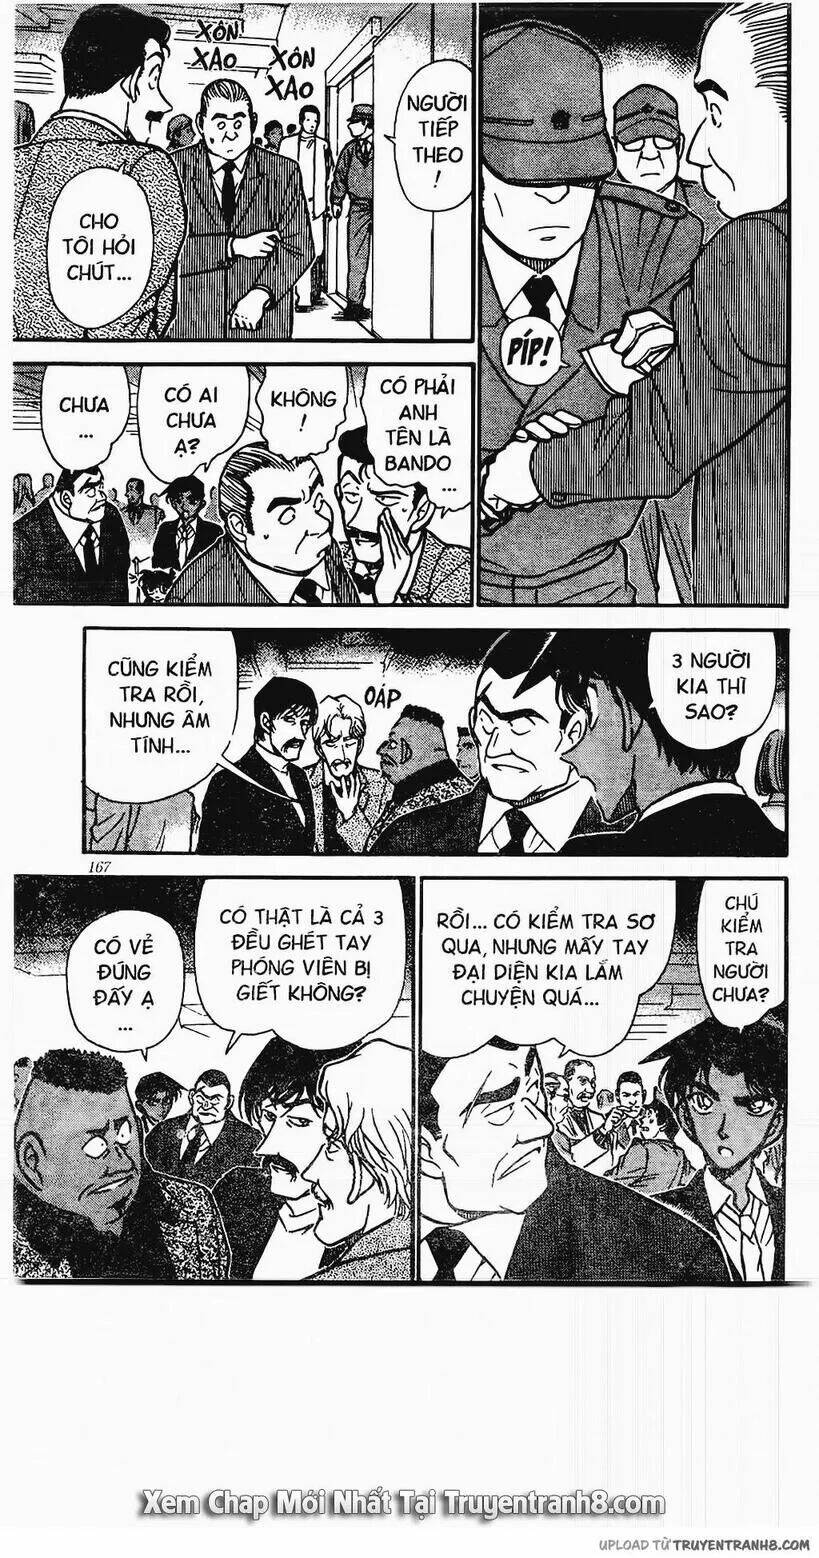 NGƯỜI
TIẾP
THEO
!
XÔN
XAO
XÔN
XAO
CHO
TÔI HỎI
CHÚT...
PÍP!
CÓ PHẢI
ANH
TÊN LÀ
BANDO
...
KHÔNG
!
CÓ AI
CHƯA
Ạ?
CHƯA
...
3 NGƯỜI
KIA THÌ
SAO?
OÁP
CŨNG KIỂM
TRA RỒI,
NHƯNG ÂM
TÍNH...
167
CHÚ
KIỂM
TRA
NGƯỜI
CHƯA?
RỒI... CÓ KIỂM TRA SƠ
QUA, NHƯNG MẤY TAY
ĐẠI DIỆN KIA LẮM
CHUYỆN QUÁ...
CÓ THẬT LÀ CẢ 3
ĐỀU GHÉT TAY
PHÓNG VIÊN BỊ
GIẾT KHÔNG?
CÓ VẺ
ĐÚNG
ĐẤY Ạ
...
Xem Chap Mới Nhất Tại Truyentranh8.com
UPLOAD TỪ TRUYENTRANH8.COM